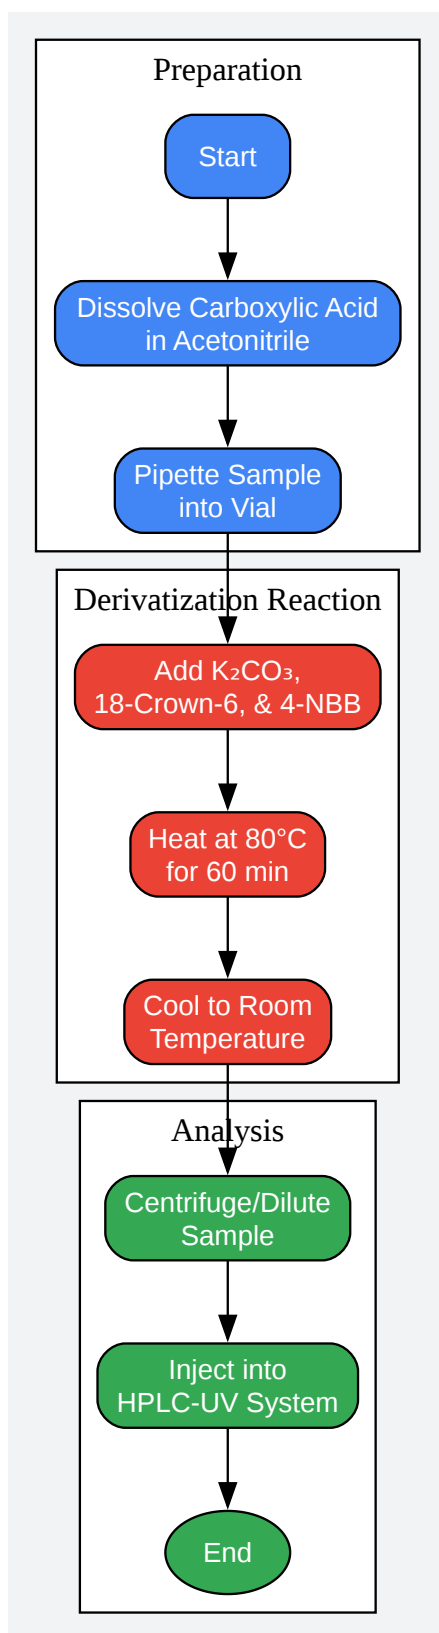 Preparation
Start
Dissolve Carboxylic Acid
in Acetonitrile
Pipette Sample
into Vial
Derivatization Reaction
Add K₂CO₃,
18-Crown-6, & 4-NBB
Heat at 80°C
for 60 min
Cool to Room
Temperature
Analysis
Centrifuge/Dilute
Sample
Inject into
HPLC-UV System
End